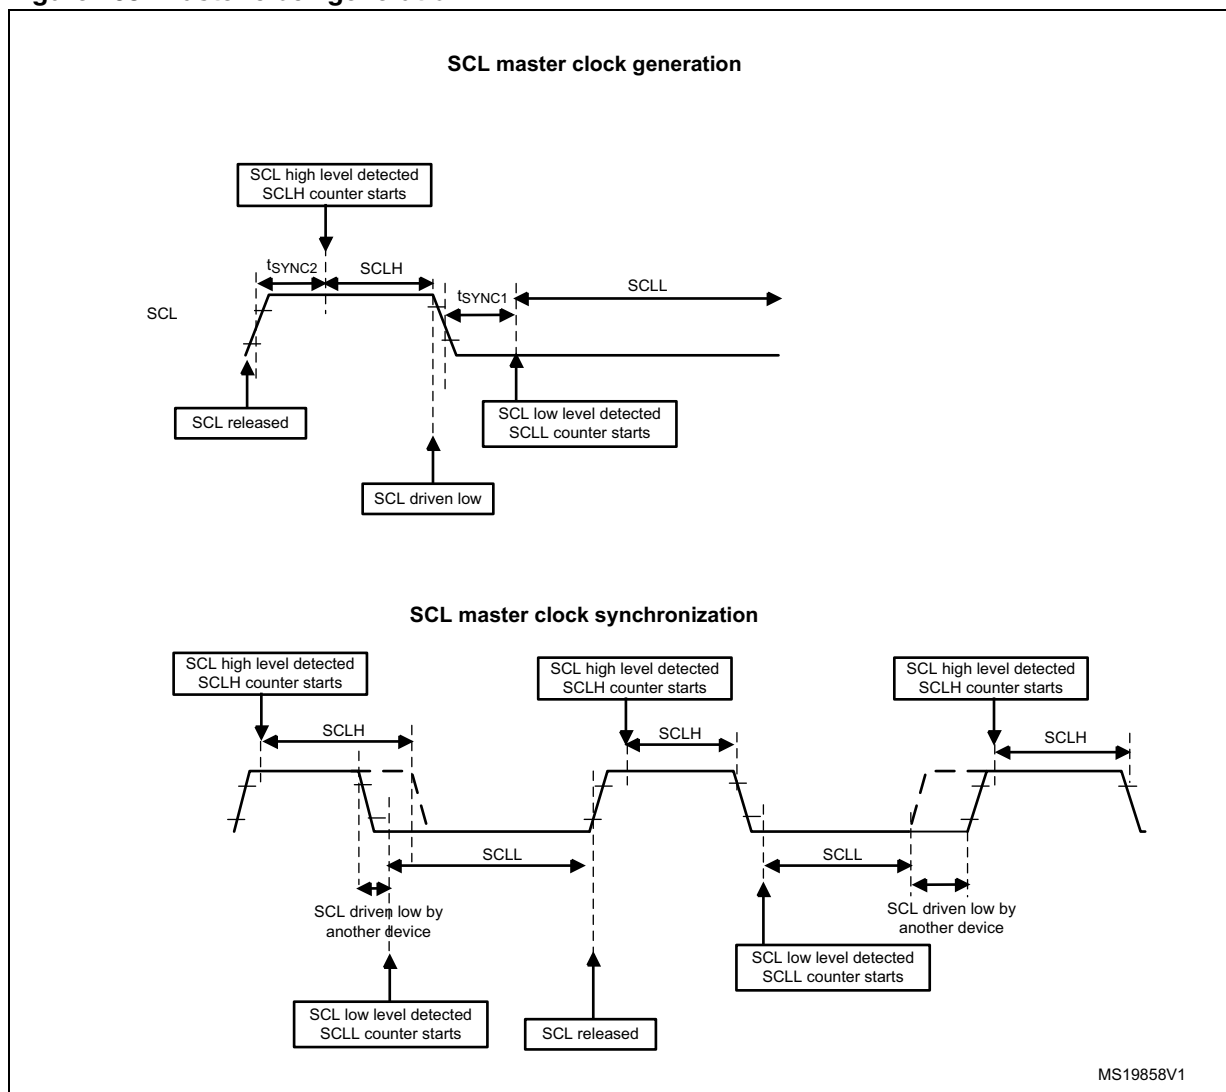 SCL master clock generation
SCL high level detected
SCLH counter starts
tSYNC2
SCLH
tSYNC1
SCLL
SCL
SCL released
SCL low level detected
SCLL counter starts
SCL driven low
SCL master clock synchronization
SCL high level detected
SCLH counter starts
SCL high level detected
SCLH counter starts
SCL high level detected
SCLH counter starts
SCLH
SCLH
SCLH
SCLL
SCLL
SCL driven low by
another device
SCL driven low by
another device
SCL low level detected
SCLL counter starts
SCL low level detected
SCLL counter starts
SCL released
MS19858V1